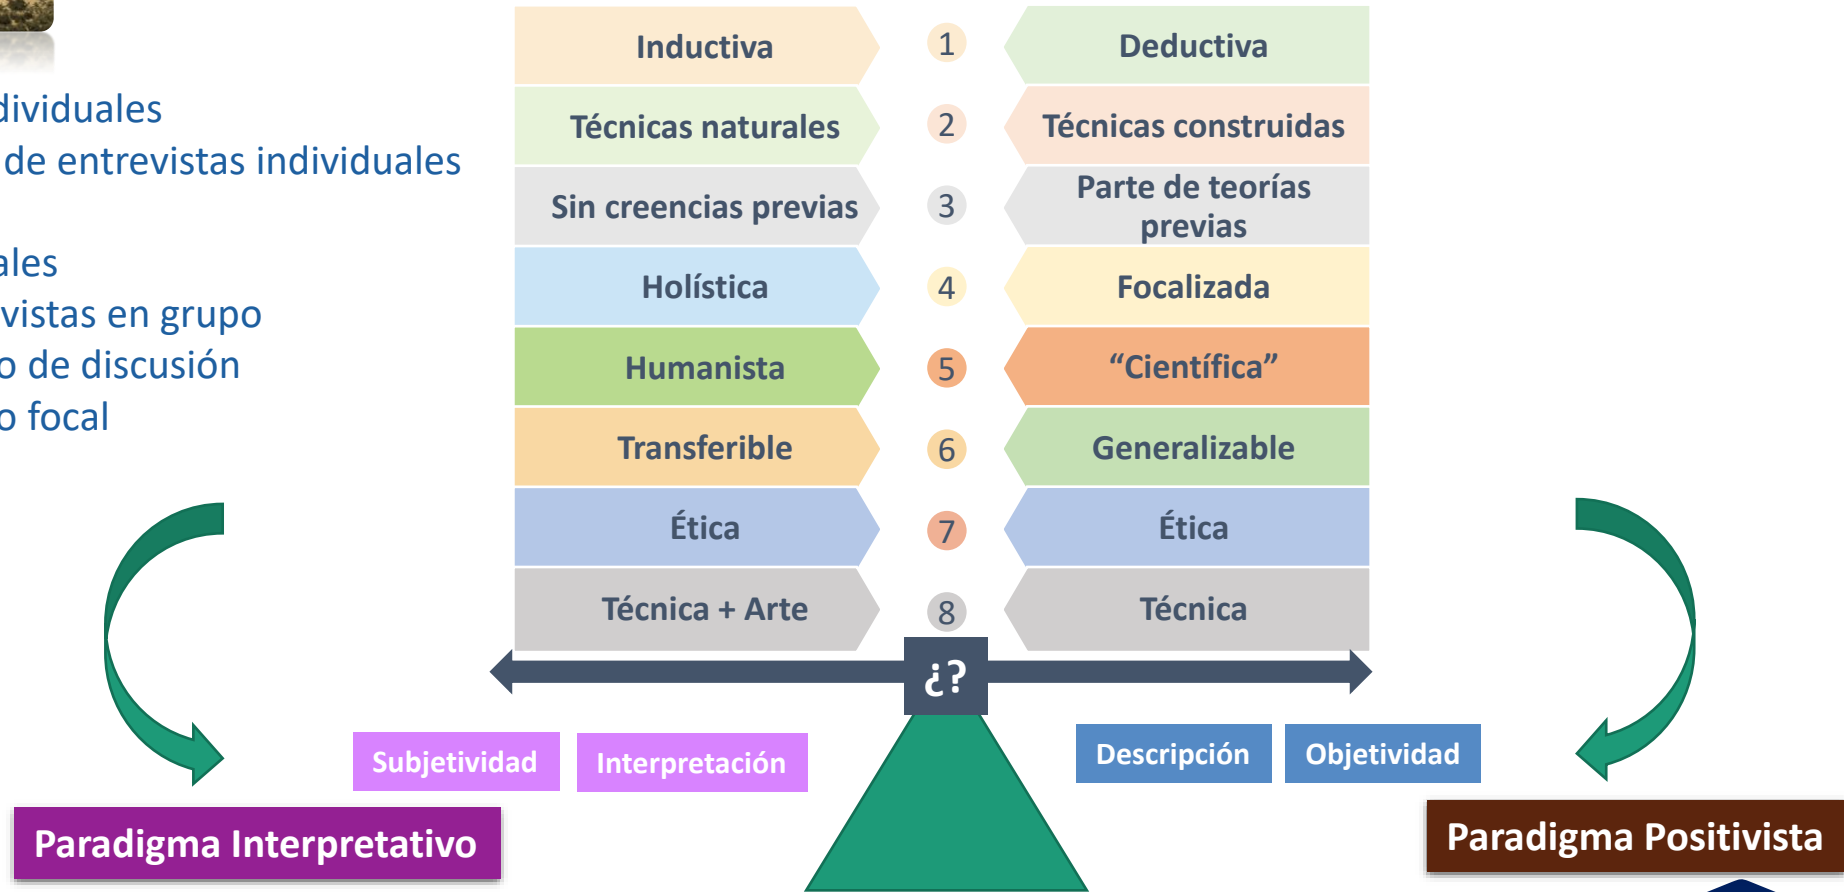 dividuales
de entrevistas individuales
ales
vistas en grupo
o de discusión
o focal
Inductiva
1
Deductiva
Técnicas naturales
2
Técnicas construidas
Sin creencias previas
3
Parte de teorías
previas
Holística
4
Focalizada
Humanista
5
“Científica”
Transferible
6
Generalizable
Ética
7
Ética
Técnica + Arte
8
Técnica
¿?
Subjetividad
Interpretación
Descripción
Objetividad
Paradigma Interpretativo
Paradigma Positivista